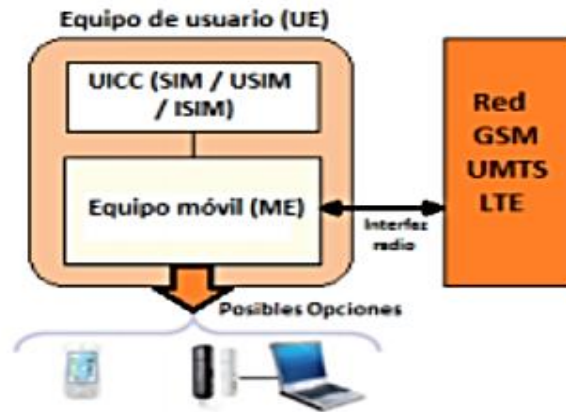 Equipo de usuario (UE)
UICC (SIM / USIM
/ ISIM)
Equipo móvil (ME)
Interfaz
radio
Red
GSM
UMTS
LTE
Posibles Opciones